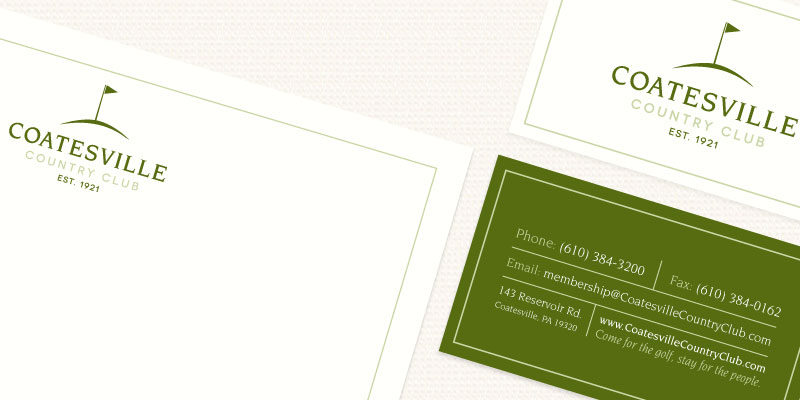 COATESVILLE
COUNTRY CLUB
EST. 1921
COATESVILLE
COUNTRY CLUB
EST. 1921
Phone: (610) 384-3200 Fax: (610) 384-0162
Email: membership@CoatesvilleCountryClub.com
143 Reservoir Rd.
Coatesville, PA 19320
www.CoatesvilleCountryClub.com
Come for the golf, stay for the people.